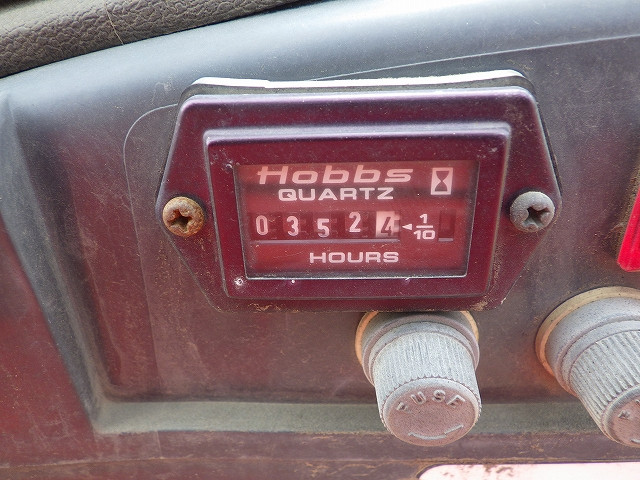 Hobbs
QUARTZ
0 3 5 2 4 ◄ 1/10
HOURS
FUSE